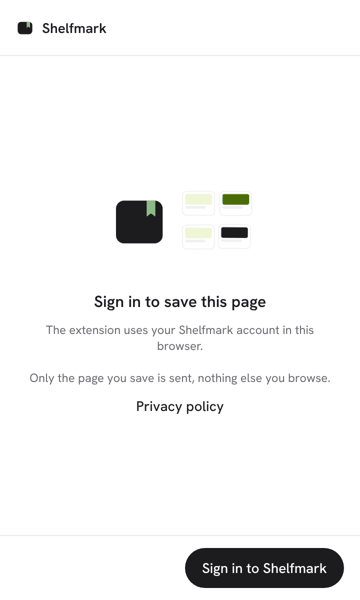 Shelfmark
Sign in to save this page
The extension uses your Shelfmark account in this
browser.
Only the page you save is sent, nothing else you browse.
Privacy policy
Sign in to Shelfmark